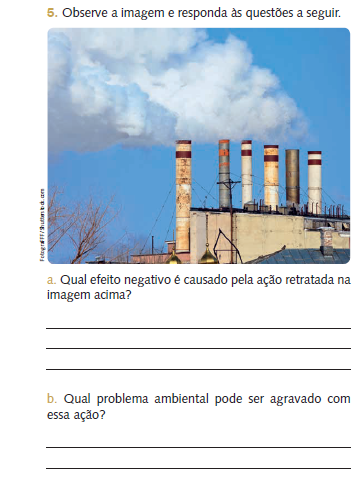 5. Observe a imagem e responda às questões a seguir.
Fotogrin/Shutterstock.com
a. Qual efeito negativo é causado pela ação retratada na
imagem acima?
b. Qual problema ambiental pode ser agravado com
essa ação?